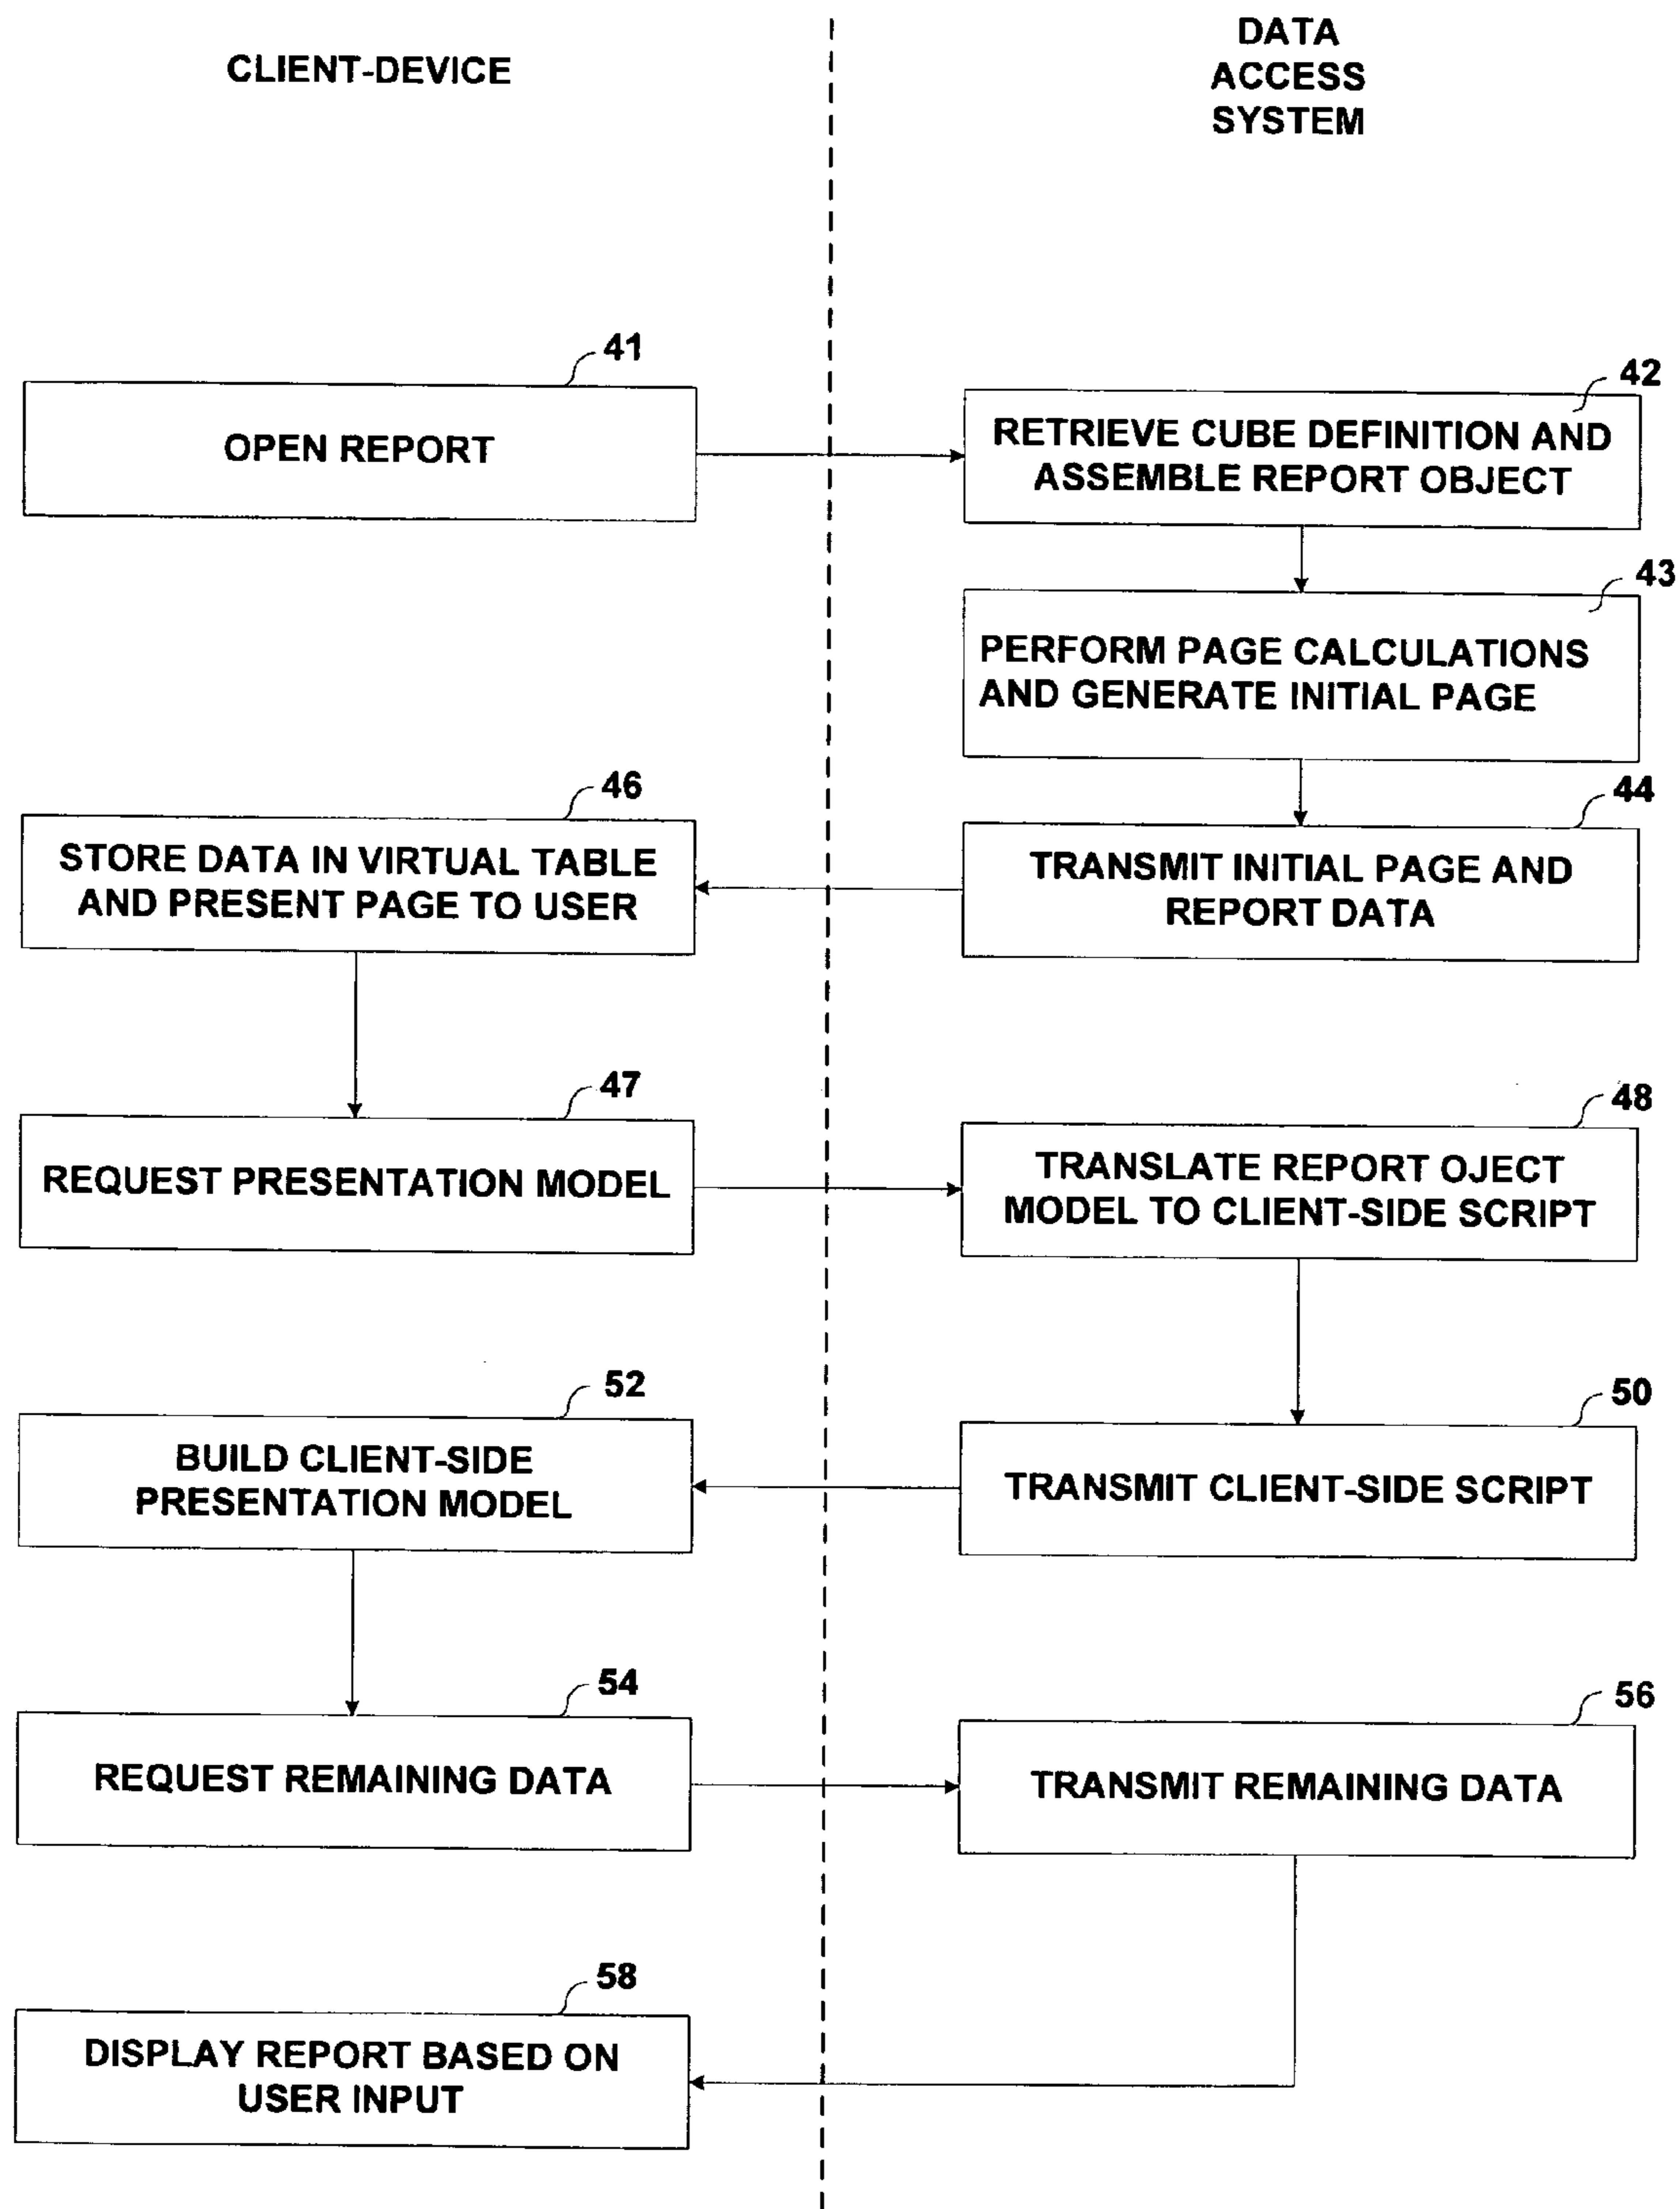 CLIENT-DEVICE
DATA
ACCESS
SYSTEM
41
OPEN REPORT
42
RETRIEVE CUBE DEFINITION AND
ASSEMBLE REPORT OBJECT
43
PERFORM PAGE CALCULATIONS
AND GENERATE INITIAL PAGE
46
STORE DATA IN VIRTUAL TABLE
AND PRESENT PAGE TO USER
44
TRANSMIT INITIAL PAGE AND
REPORT DATA
47
REQUEST PRESENTATION MODEL
48
TRANSLATE REPORT OJECT
MODEL TO CLIENT-SIDE SCRIPT
52
BUILD CLIENT-SIDE
PRESENTATION MODEL
50
TRANSMIT CLIENT-SIDE SCRIPT
54
REQUEST REMAINING DATA
56
TRANSMIT REMAINING DATA
58
DISPLAY REPORT BASED ON
USER INPUT